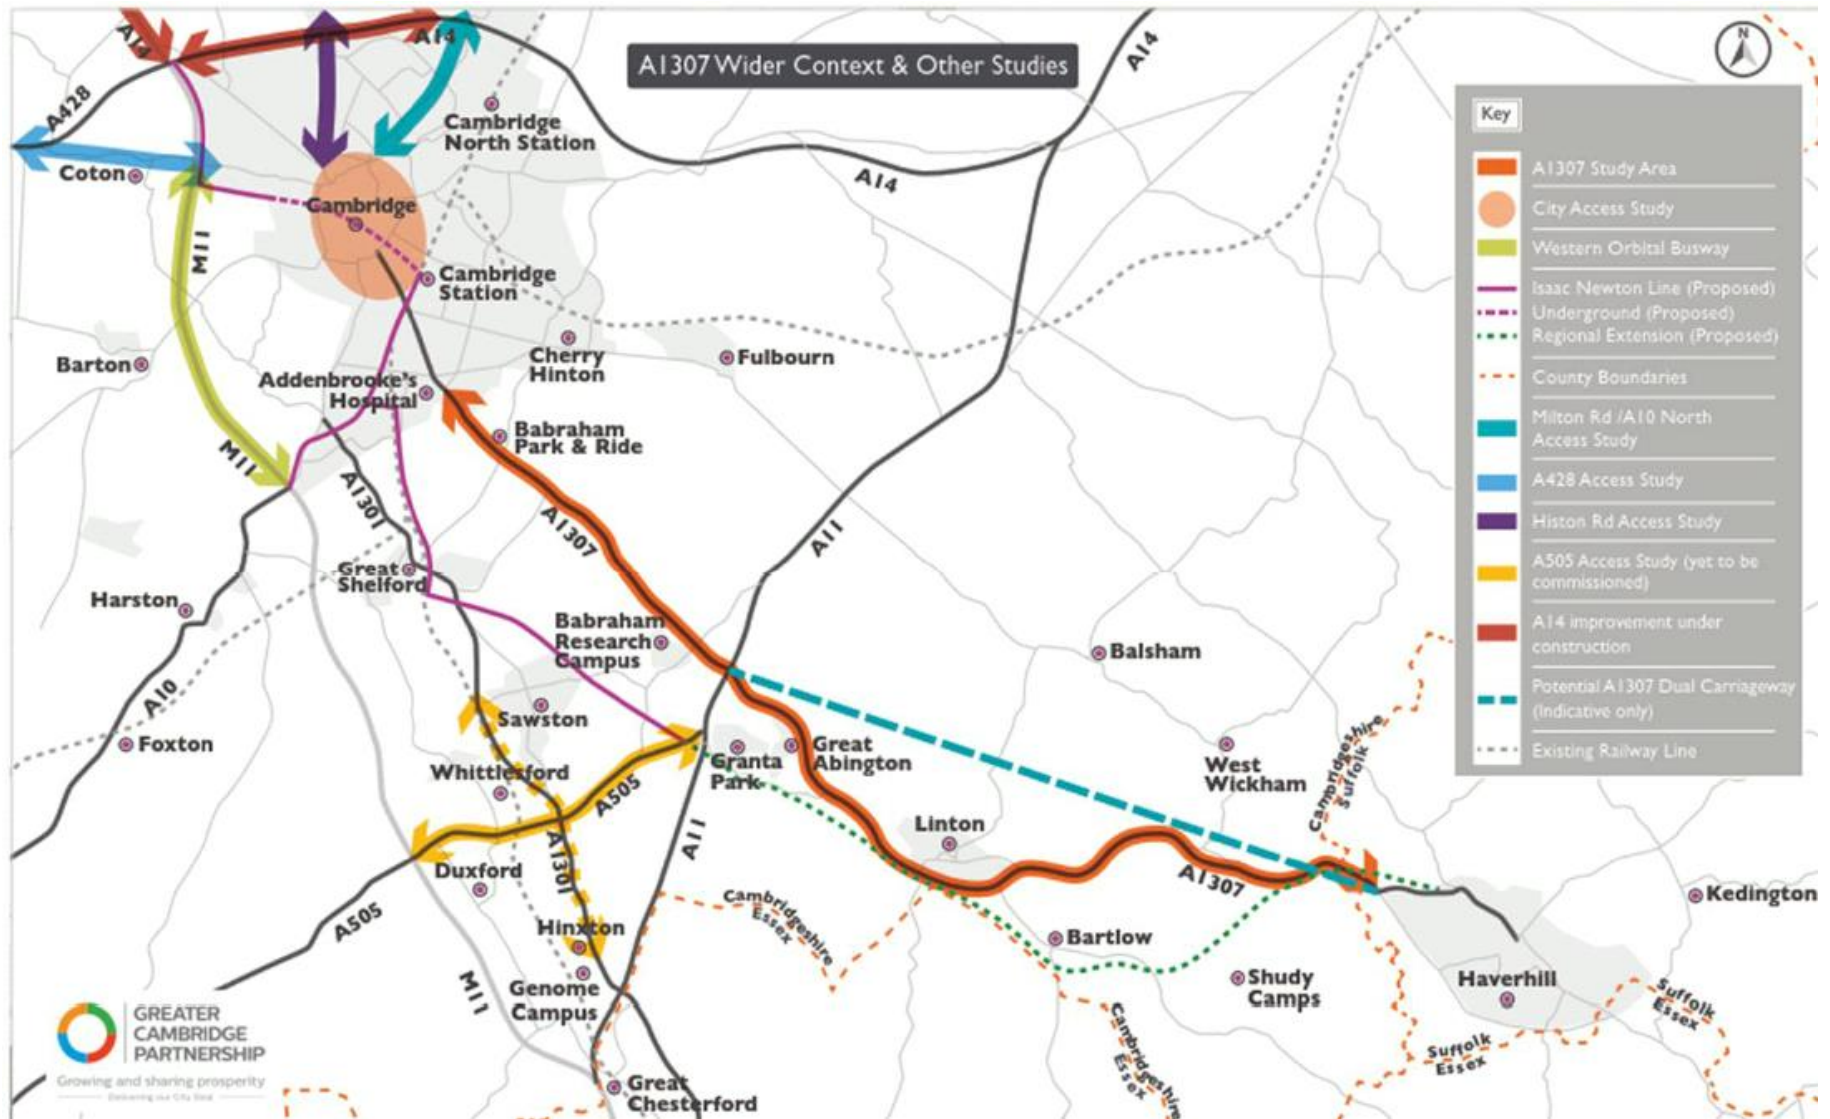 A1307 Wider Context & Other Studies
N
A14
A14
A14
A14
A428
Coton
Cambridge
North Station
Cambridge
Cambridge
Station
M11
Barton
Cherry
Hinton
Fulbourn
Addenbrooke's
Hospital
Babraham
Park & Ride
M11
A1301
A1307
A11
Great
Shelford
Harston
Babraham
Research
Campus
Balsham
A10
Sawston
Foxton
Whittlesford
A505
Granta
Park
Great
Abington
West
Wickham
Cambridgeshire
Suffolk
Linton
A11
A1301
Duxford
A1307
Kedington
A505
Hinxton
Cambridgeshire
Essex
Bartlow
Shudy
Camps
Haverhill
Genome
Campus
M11
Suffolk
Essex
Cambridgeshire
Essex
Suffolk
Essex
Great
Chesterford
Key
A1307 Study Area
City Access Study
Western Orbital Busway
Isaac Newton Line (Proposed)
Underground (Proposed)
Regional Extension (Proposed)
County Boundaries
Milton Rd /A10 North
Access Study
A428 Access Study
Histon Rd Access Study
A505 Access Study (yet to be
commissioned)
A14 improvement under
construction
Potential A1307 Dual Carriageway
(Indicative only)
Existing Railway Line
GREATER
CAMBRIDGE
PARTNERSHIP
Growing and sharing prosperity
Delivering our City Deal